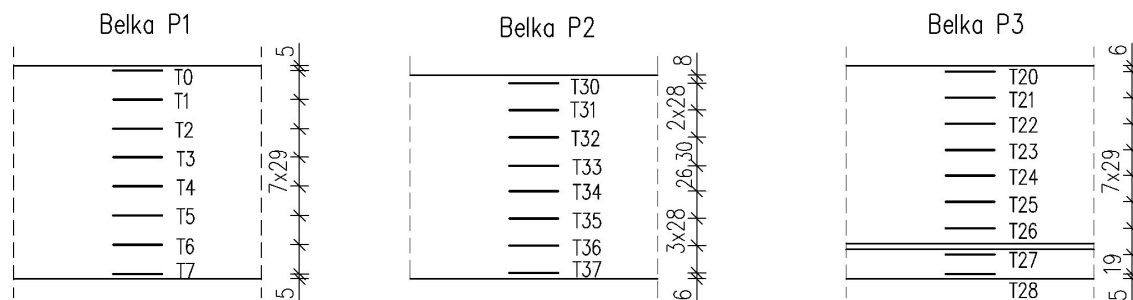 Belka P1
5
T0
T1
T2
T3
T4
T5
T6
T7
7x29
5
Belka P2
8
T30
T31
T32
T33
T34
T35
T36
T37
2x28
30
26
3x28
6
Belka P3
6
T20
T21
T22
T23
T24
T25
T26
T27
T28
7x29
19
5